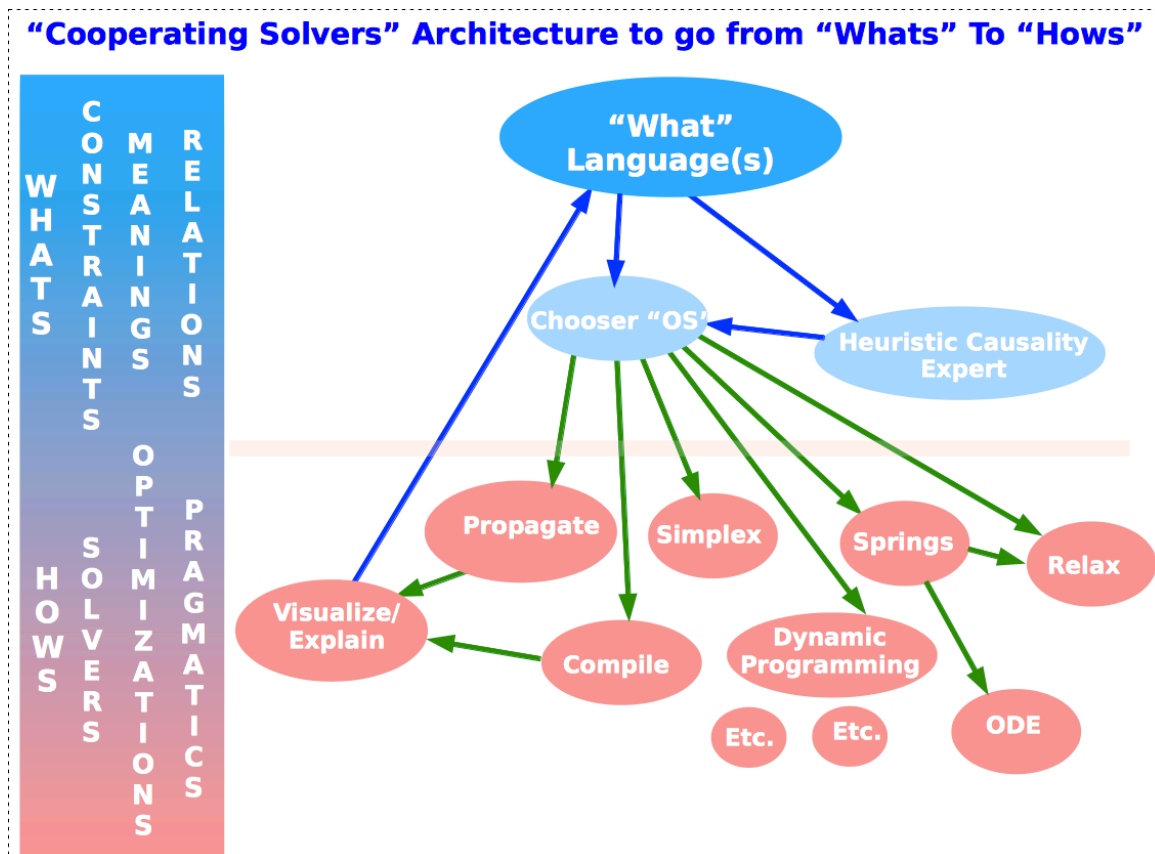 “Cooperating Solvers” Architecture to go from “Whats” To “Hows”
WHATS
CONSTRAINTS
MEANINGS
RELATIONS
HOWS
SOLVERS
OPTIMIZATIONS
PRAGMATICS
“What”
Language(s)
Chooser “OS”
Heuristic Causality
Expert
Propagate
Simplex
Springs
Relax
Visualize/
Explain
Compile
Dynamic
Programming
ODE
Etc.
Etc.